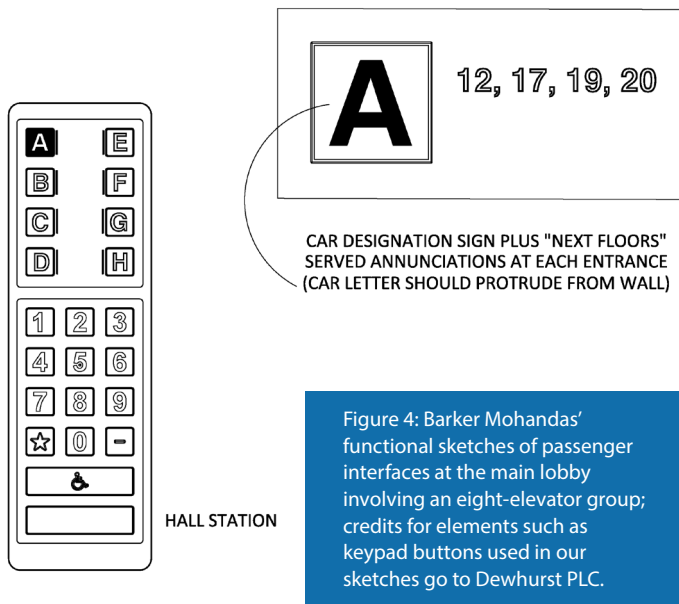 A
12, 17, 19, 20
CAR DESIGNATION SIGN PLUS "NEXT FLOORS"
SERVED ANNUNCIATIONS AT EACH ENTRANCE
(CAR LETTER SHOULD PROTRUDE FROM WALL)
A E
B F
C G
D H
1 2 3
4 5 6
7 8 9
0 -
HALL STATION
Figure 4: Barker Mohandas'
functional sketches of passenger
interfaces at the main lobby
involving an eight-elevator group;
credits for elements such as
keypad buttons used in our
sketches go to Dewhurst PLC.